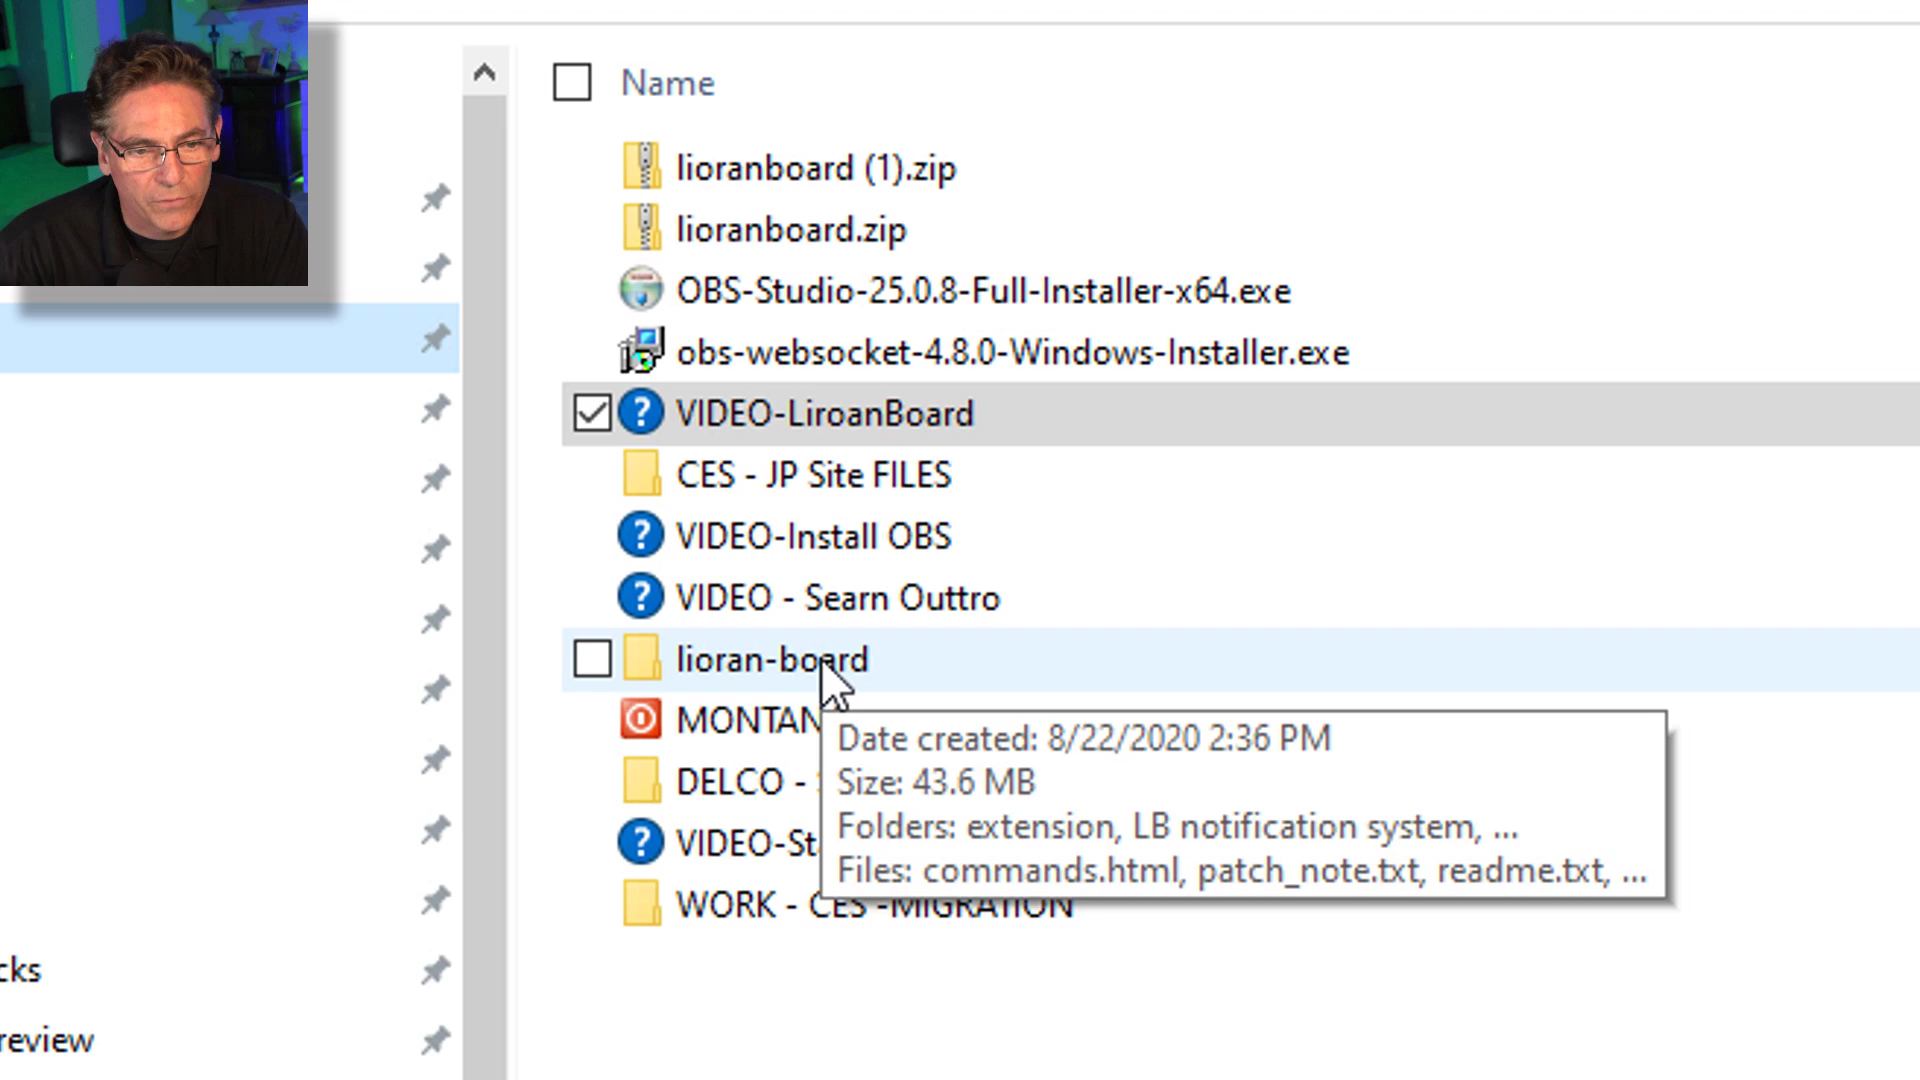 Name
lioranboard (1).zip
lioranboard.zip
OBS-Studio-25.0.8-Full-Installer-x64.exe
obs-websocket-4.8.0-Windows-Installer.exe
VIDEO-LiroanBoard
CES - JP Site FILES
VIDEO-Install OBS
VIDEO - Searn Outtro
lioran-board
MONTAN
Date created: 8/22/2020 2:36 PM
DELCO -
Size: 43.6 MB
Folders: extension, LB notification system, ...
VIDEO-St
Files: commands.html, patch_note.txt, readme.txt, ...
WORK - CES -MIGRATION
cks
review